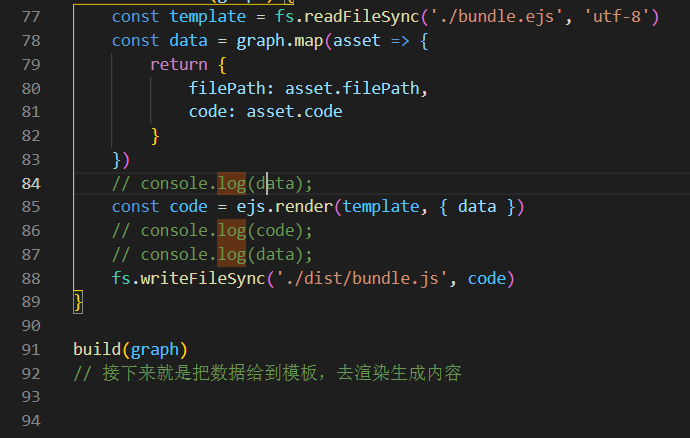 77 const template = fs.readFileSync('./bundle.ejs', 'utf-8')
78 const data = graph.map(asset => {
79 return {
80 filePath: asset.filePath,
81 code: asset.code
82 }
83 })
84 // console.log(data);
85 const code = ejs.render(template, { data })
86 // console.log(code);
87 // console.log(data);
88 fs.writeFileSync('./dist/bundle.js', code)
89 }
90
91 build(graph)
92 // 接下来就是把数据给到模板，去渲染生成内容
93
94